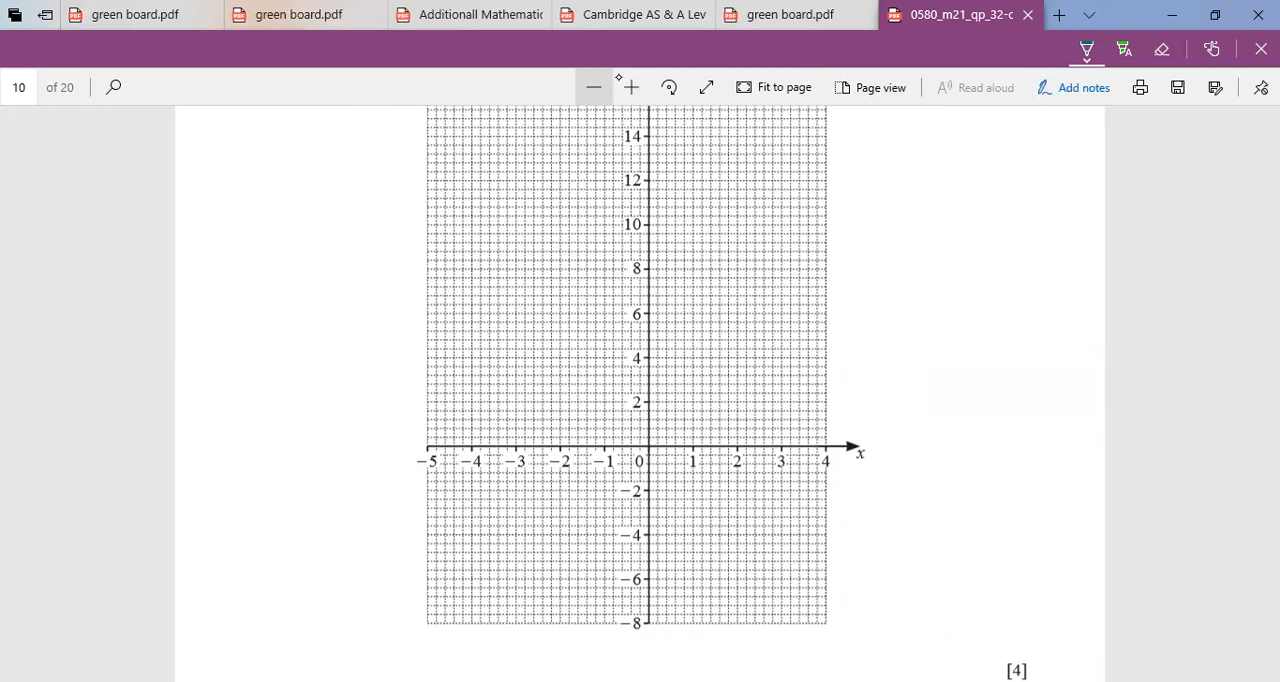 green board.pdf
green board.pdf
Additionall Mathematic
Cambridge AS & A Lev
green board.pdf
0580_m21_qp_32-c
10 of 20
Fit to page
Page view
Read aloud
Add notes
14
12
10
8
6
4
2
−5 −4 −3 −2 −1 0 1 2 3 4 x
−2
−4
−6
−8
[4]